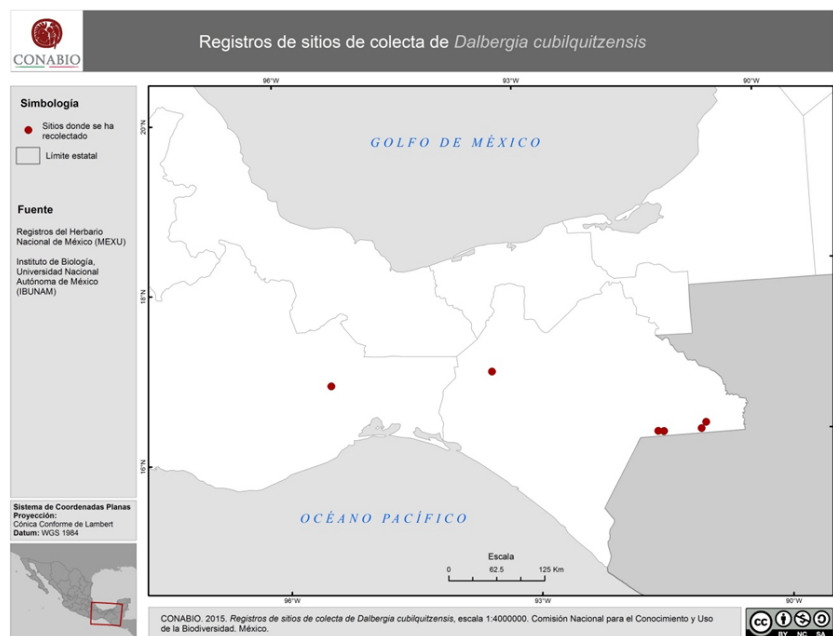 CONABIO
Registros de sitios de colecta de Dalbergia cubilquitzensis
Simbología
Sitios donde se ha
recolectado
Límite estatal
Fuente
Registros del Herbario
Nacional de México (MEXU)
Instituto de Biología,
Universidad Nacional
Autónoma de México
(IBUNAM)
Sistema de Coordenadas Planas
Proyección:
Cónica Conforme de Lambert
Datum: WGS 1984
96°W
93°W
90°W
20°N
18°N
16°N
GOLFO DE MÉXICO
OCÉANO PACÍFICO
Escala
0 62.5 125 Km
96°W
93°W
90°W
CONABIO. 2015. Registros de sitios de colecta de Dalbergia cubilquitzensis, escala 1:4000000. Comisión Nacional para el Conocimiento y Uso
de la Biodiversidad. México.
cc
BY NC